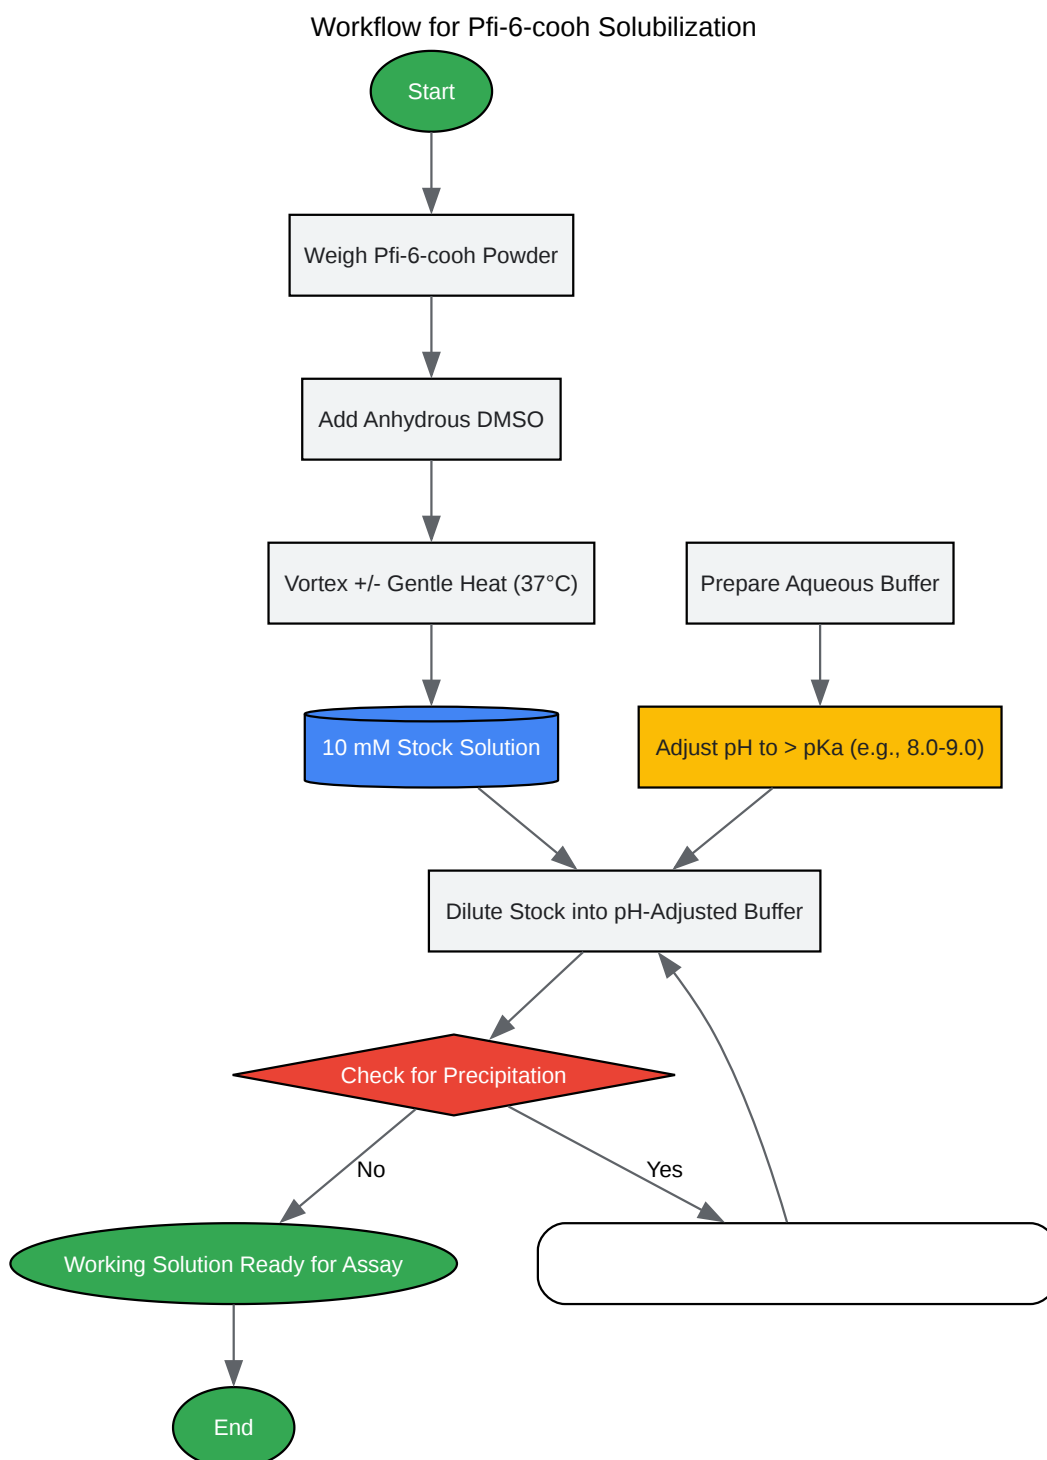 Workflow for Pfi-6-cooh Solubilization
Start
Weigh Pfi-6-cooh Powder
Add Anhydrous DMSO
Vortex +/- Gentle Heat (37°C)
Prepare Aqueous Buffer
10 mM Stock Solution
Adjust pH to > pKa (e.g., 8.0-9.0)
Dilute Stock into pH-Adjusted Buffer
Check for Precipitation
No
Yes
Working Solution Ready for Assay
End